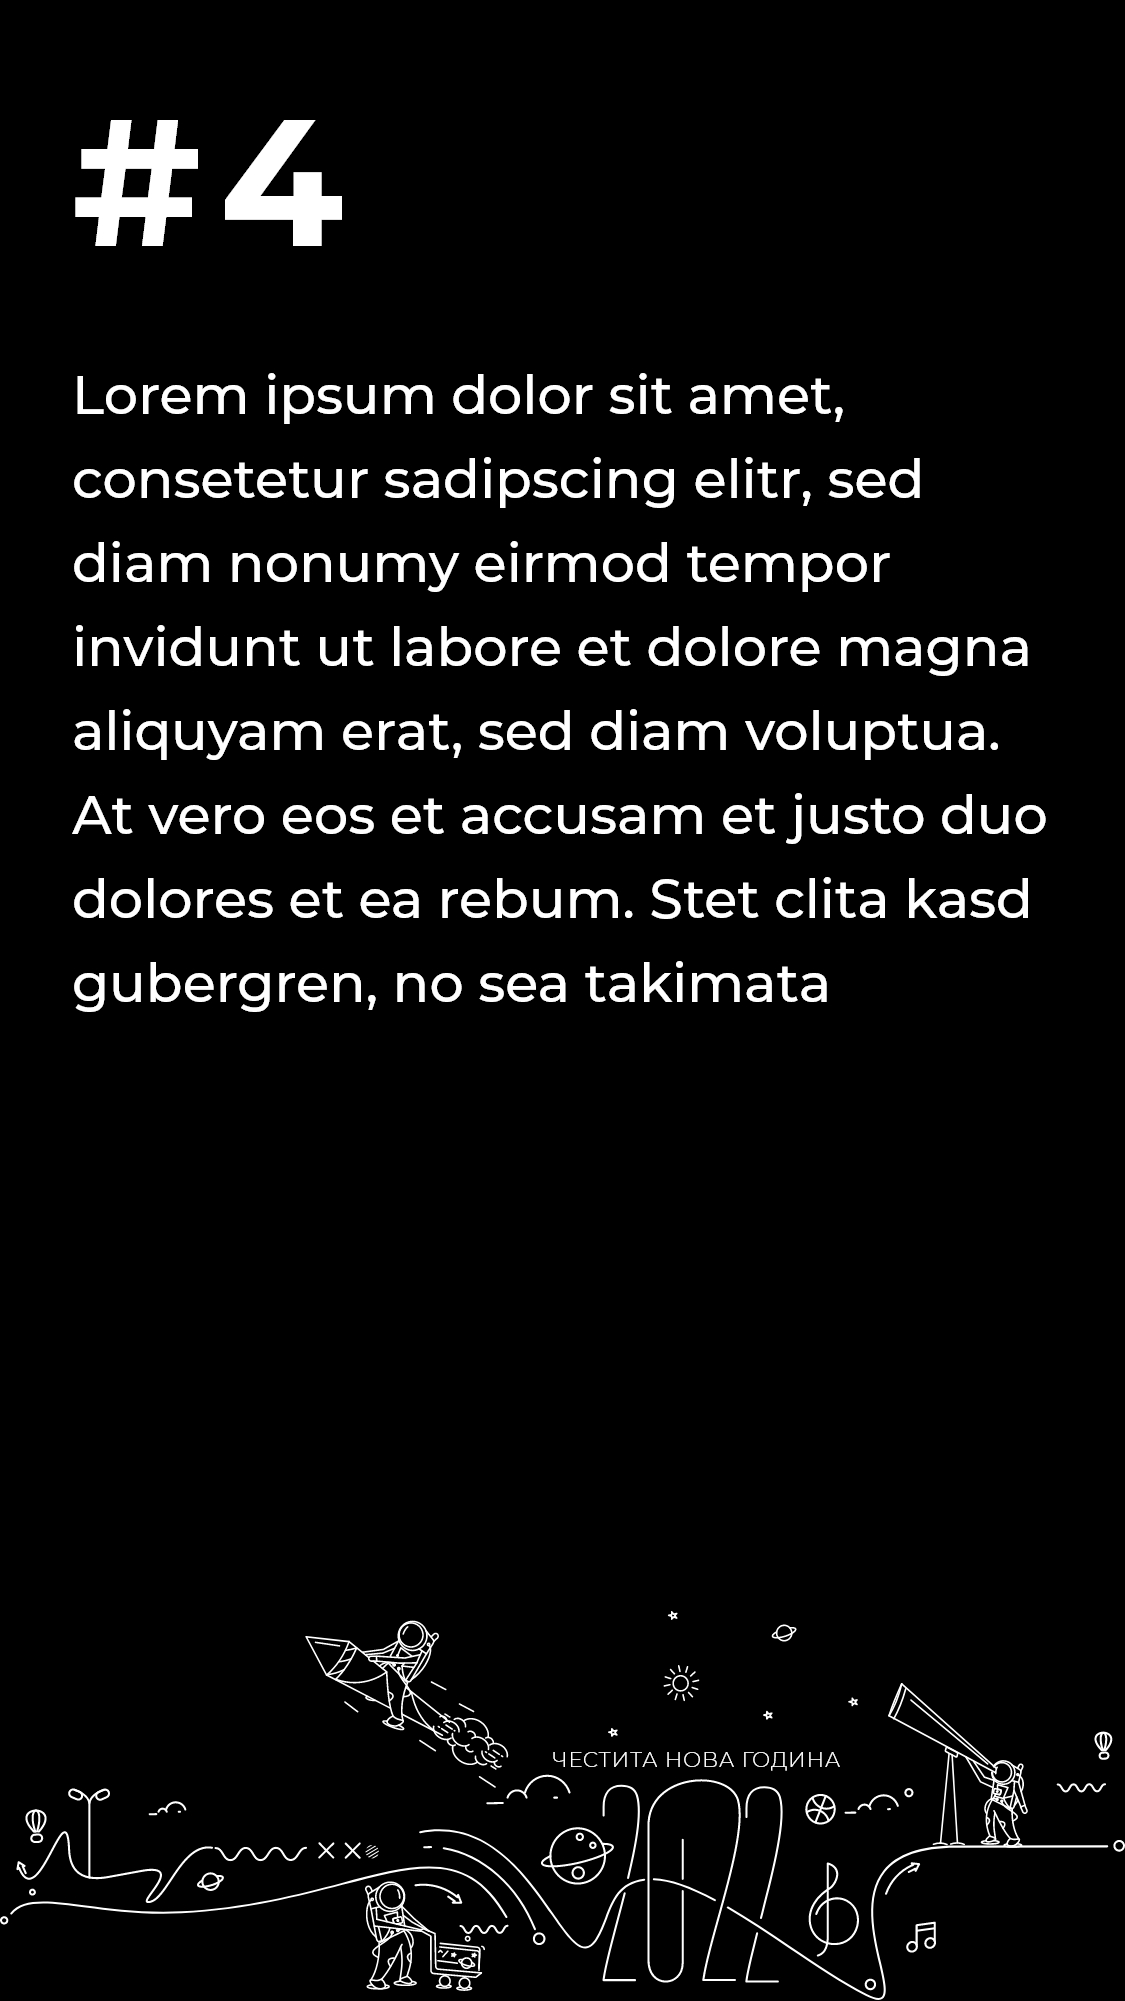 #4
Lorem ipsum dolor sit amet,
consetetur sadipscing elitr, sed
diam nonumy eirmod tempor
invidunt ut labore et dolore magna
aliquyam erat, sed diam voluptua.
At vero eos et accusam et justo duo
dolores et ea rebum. Stet clita kasd
gubergren, no sea takimata
ЧЕСТИТА НОВА ГОДИНА
2022